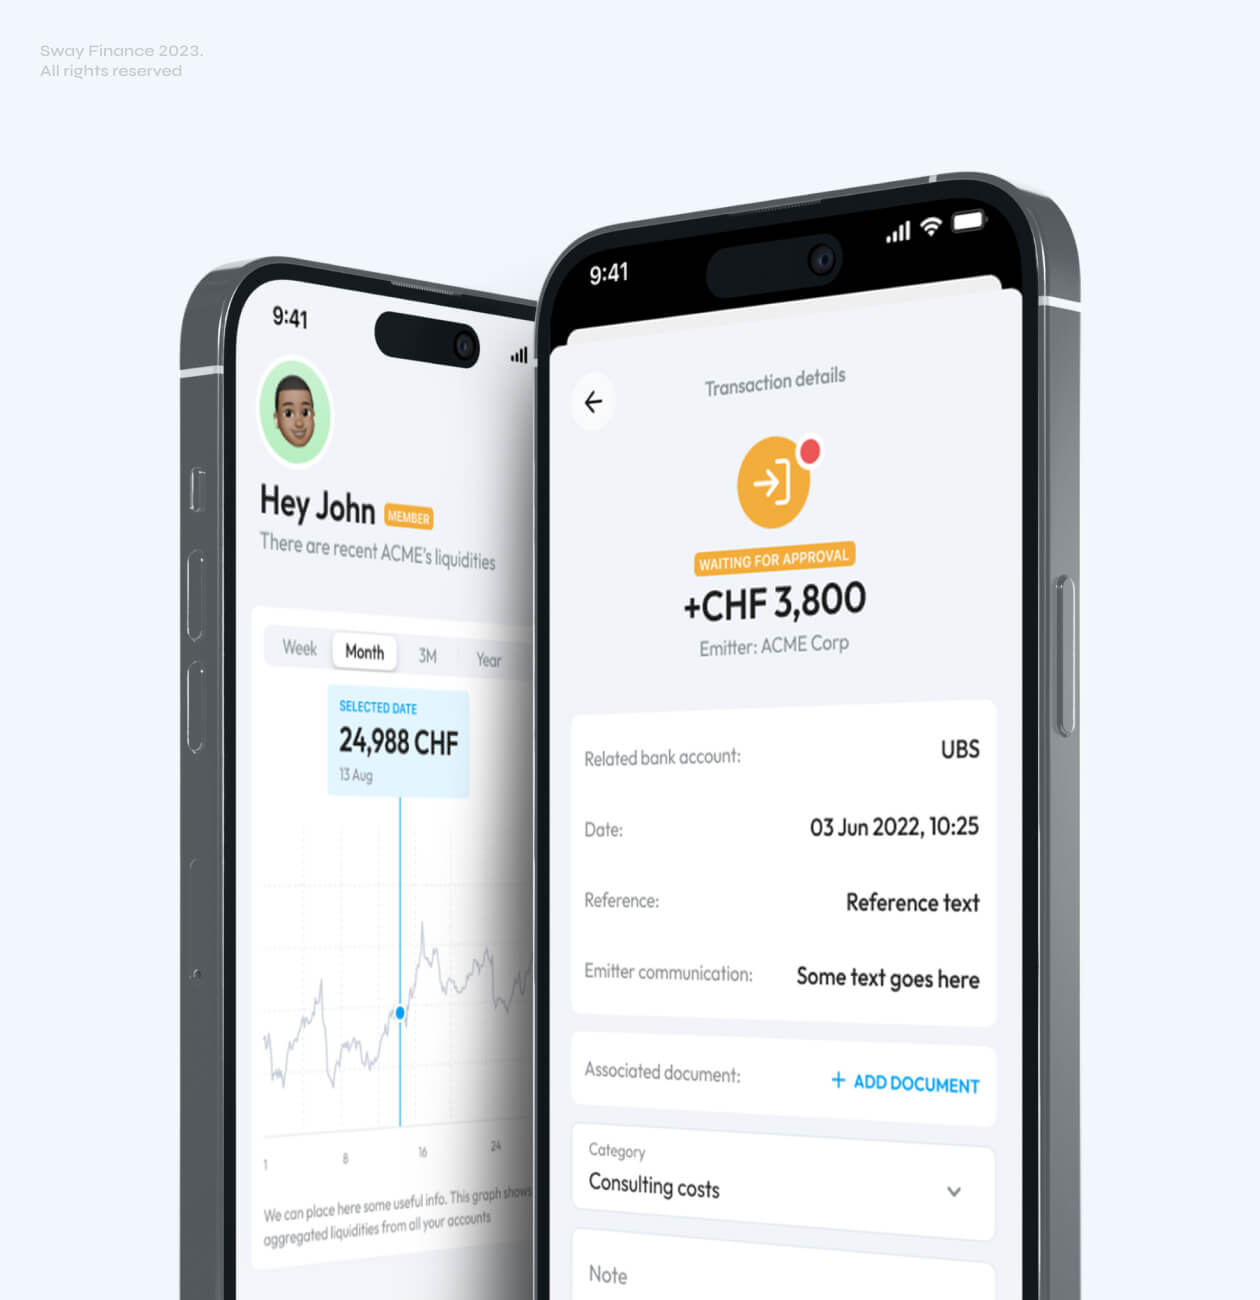 Sway Finance 2023.
All rights reserved
9:41
Hey John MEMBER
There are recent ACME's liquidities
Week Month 3M Year
SELECTED DATE
24,988 CHF
13 Aug
1 8 16 24
We can place here some useful info. This graph shows
aggregated liquidities from all your accounts
9:41
Transaction details
WAITING FOR APPROVAL
+CHF 3,800
Emitter: ACME Corp
Related bank account: UBS
Date: 03 Jun 2022, 10:25
Reference: Reference text
Emitter communication: Some text goes here
Associated document: + ADD DOCUMENT
Category
Consulting costs
Note